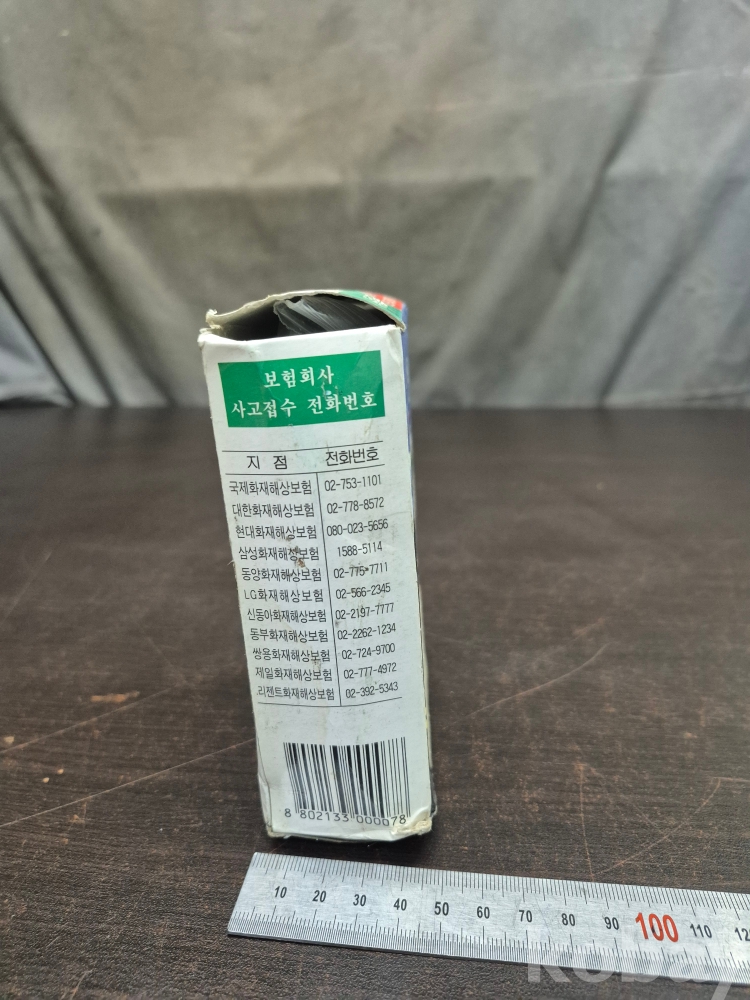 보험회사
사고접수 전화번호
지 점 전화번호
국제화재해상보험 02-753-1101
대한화재해상보험 02-778-8572
현대화재해상보험 080-023-5656
삼성화재해상보험 1588-5114
동양화재해상보험 02-775-7711
LG화재해상보험 02-566-2345
신동아화재해상보험 02-2197-7777
동부화재해상보험 02-2262-1234
쌍용화재해상보험 02-724-9700
제일화재해상보험 02-777-4972
리젠트화재해상보험 02-392-5343
8 802133 000078
10 20 30 40 50 60 70 80 90 100 110